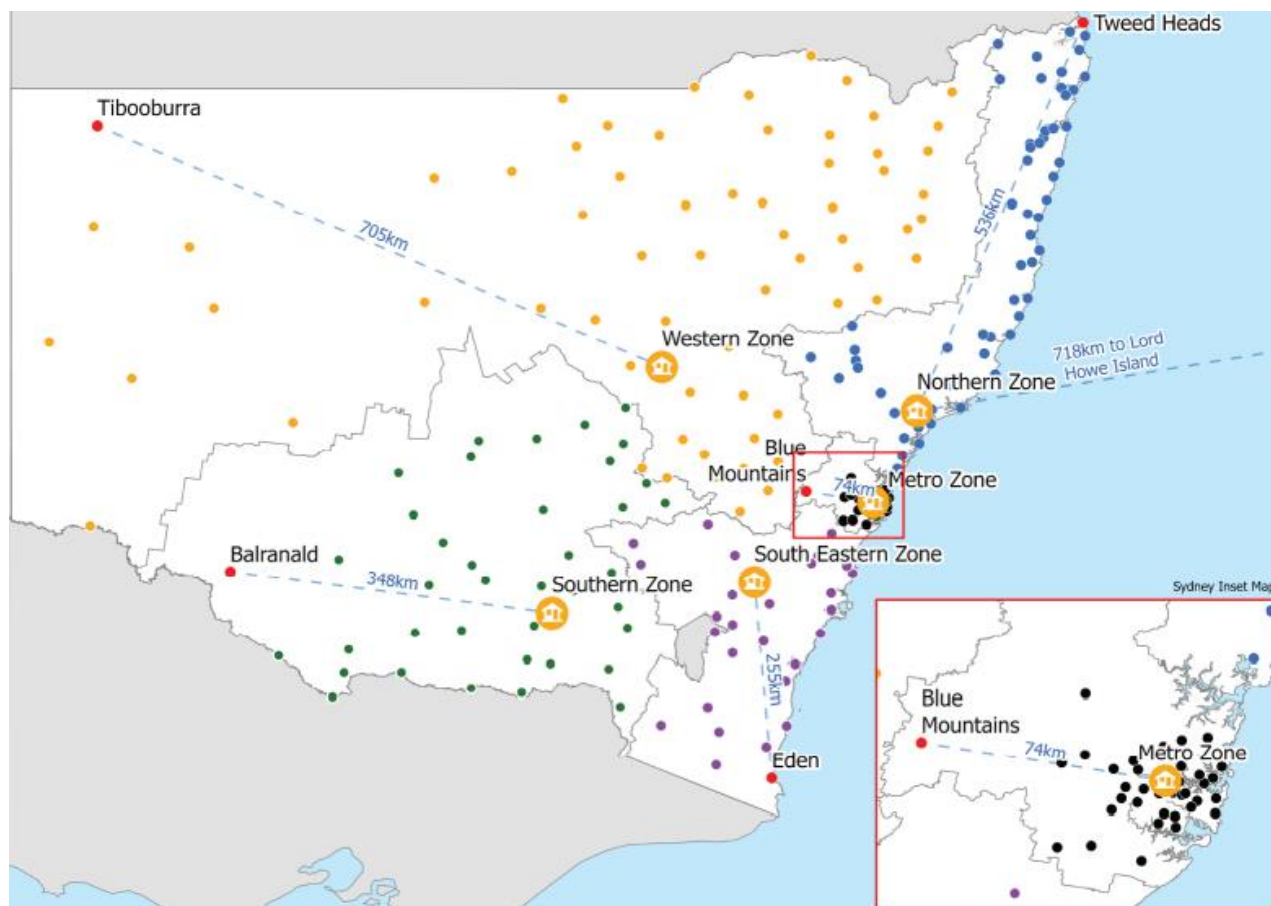 Tweed Heads
Tibooburra
536km
705km
Western Zone
718km to Lord
Howe Island
Northern Zone
Blue
Mountains
74km
Metro Zone
Balranald
348km
Southern Zone
South Eastern Zone
255km
Eden
Sydney Inset Map
Blue
Mountains
74km
Metro Zone